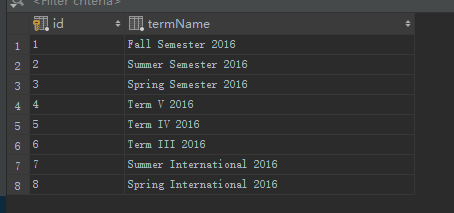 <Filter criteria>
id termName
1 1 Fall Semester 2016
2 2 Summer Semester 2016
3 3 Spring Semester 2016
4 4 Term V 2016
5 5 Term IV 2016
6 6 Term III 2016
7 7 Summer International 2016
8 8 Spring International 2016